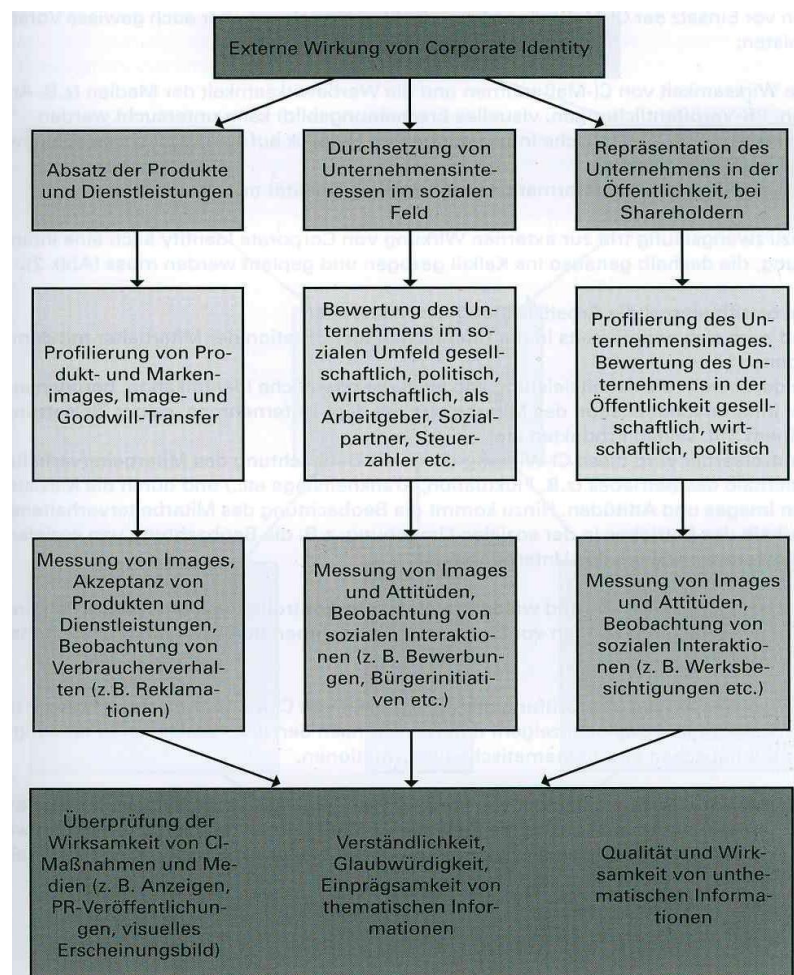 Externe Wirkung von Corporate Identity
Absatz der Produkte
und Dienstleistungen
Durchsetzung von
Unternehmensinte-
ressen im sozialen
Feld
Repräsentation des
Unternehmens in der
Öffentlichkeit, bei
Shareholdern
Profilierung von Pro-
dukt- und Marken-
images, Image- und
Goodwill-Transfer
Bewertung des Un-
ternehmens im so-
zialen Umfeld gesell-
schaftlich, politisch,
wirtschaftlich, als
Arbeitgeber, Sozial-
partner, Steuer-
zahler etc.
Profilierung des Un-
ternehmensimages.
Bewertung des Un-
ternehmens in der
Öffentlichkeit gesell-
schaftlich, wirt-
schaftlich, politisch
Messung von Images,
Akzeptanz von
Produkten und
Dienstleistungen,
Beobachtung von
Verbraucherverhal-
ten (z.B. Reklama-
tionen)
Messung von Images
und Attitüden,
Beobachtung von
sozialen Interaktio-
nen (z. B. Bewerbun-
gen, Bürgerinitiati-
ven etc.)
Messung von Images
und Attitüden,
Beobachtung von
sozialen Interaktio-
nen (z. B. Werksbe-
sichtigungen etc.)
Überprüfung der
Wirksamkeit von CI-
Maßnahmen und Me-
dien (z. B. Anzeigen,
PR-Veröffentlichun-
gen, visuelles
Erscheinungsbild)
Verständlichkeit,
Glaubwürdigkeit,
Einprägsamkeit von
thematischen Infor-
mationen
Qualität und Wirk-
samkeit von unthe-
matischen Informa-
tionen